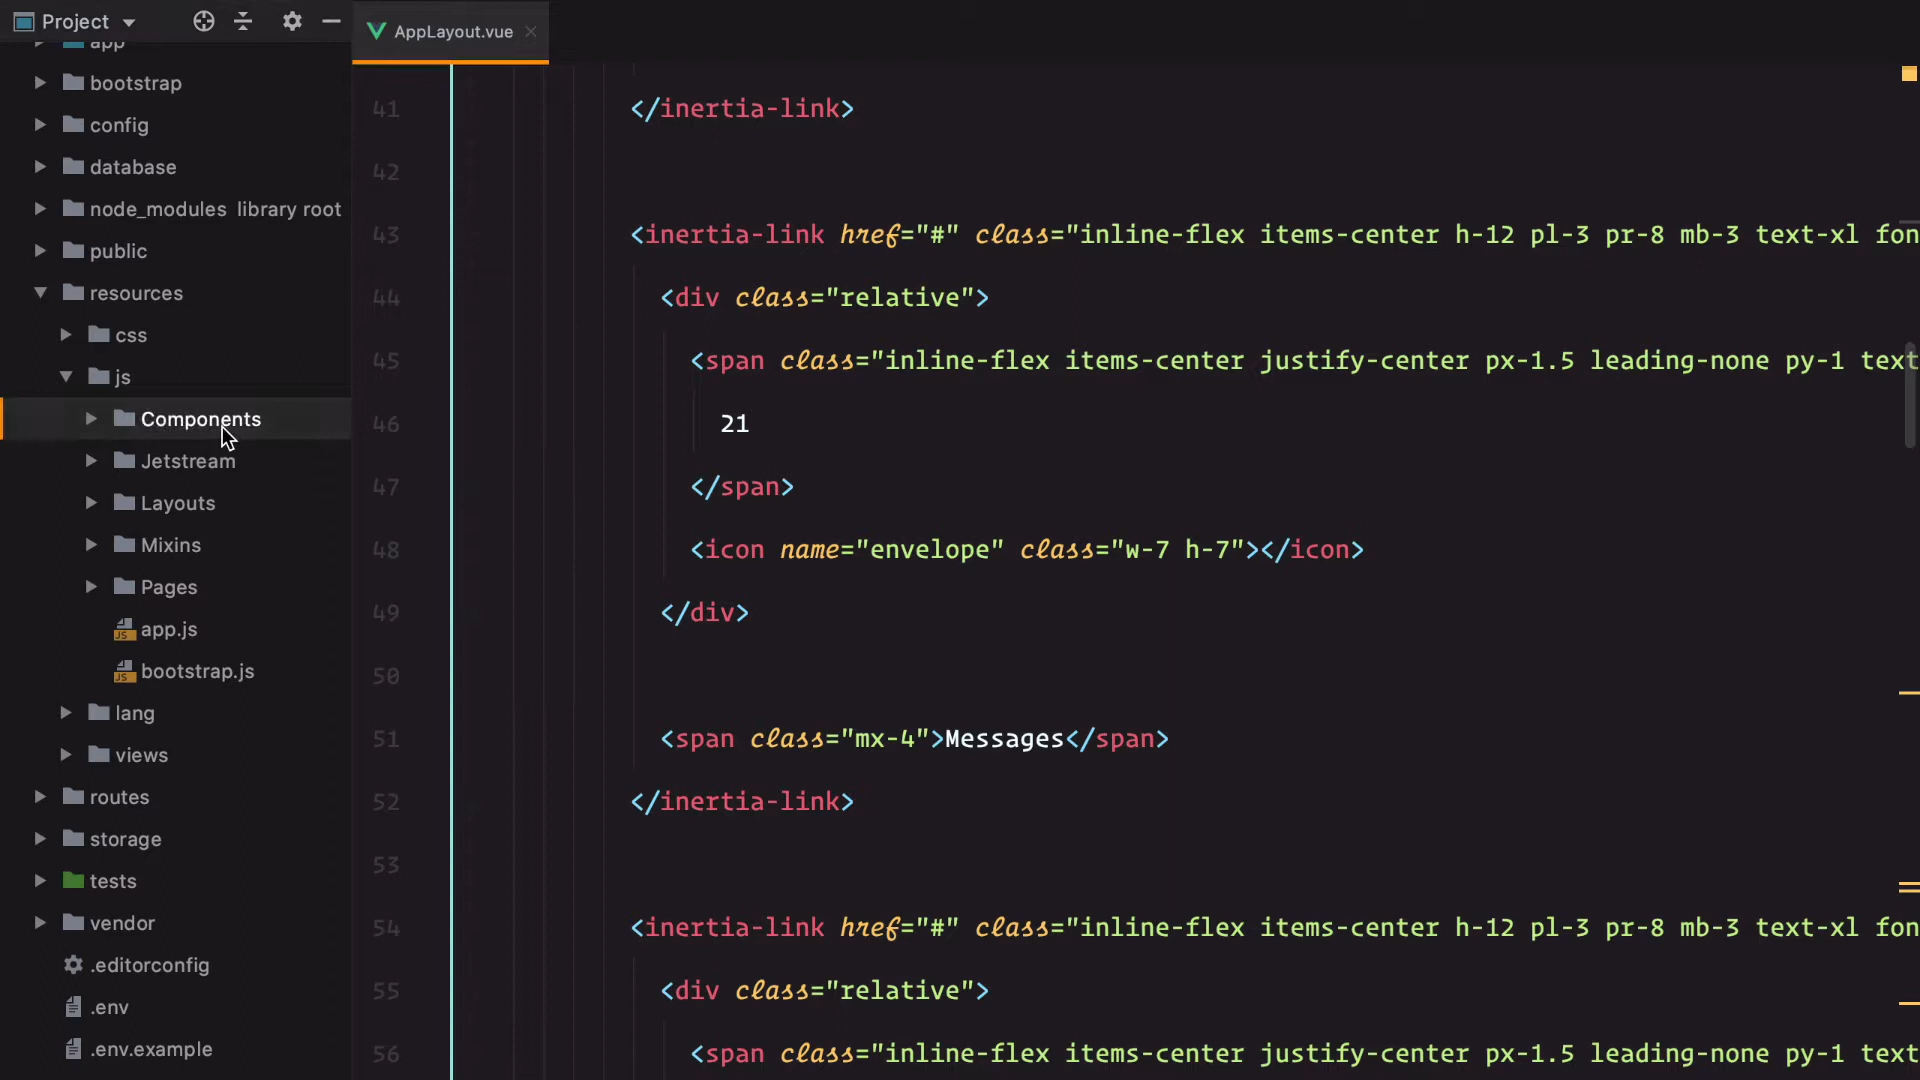 Project
AppLayout.vue
app
bootstrap
config
database
node_modules library root
public
resources
css
js
Components
Jetstream
Layouts
Mixins
Pages
app.js
bootstrap.js
lang
views
routes
storage
tests
vendor
.editorconfig
.env
.env.example
41 </inertia-link>
42
43 <inertia-link href="#" class="inline-flex items-center h-12 pl-3 pr-8 mb-3 text-xl fon
44 <div class="relative">
45 <span class="inline-flex items-center justify-center px-1.5 leading-none py-1 text
46 21
47 </span>
48 <icon name="envelope" class="w-7 h-7"></icon>
49 </div>
50
51 <span class="mx-4">Messages</span>
52 </inertia-link>
53
54 <inertia-link href="#" class="inline-flex items-center h-12 pl-3 pr-8 mb-3 text-xl fon
55 <div class="relative">
56 <span class="inline-flex items-center justify-center px-1.5 leading-none py-1 text